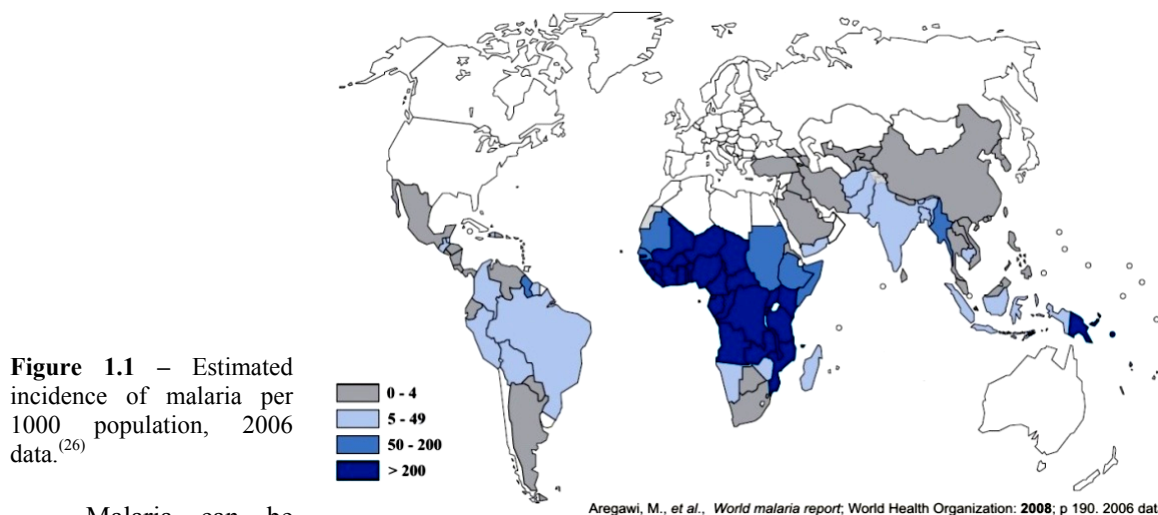 0 - 4
5 - 49
50 - 200
> 200
Figure 1.1 – Estimated
incidence of malaria per
1000 population, 2006
data.(26)
Aregawi, M., et al., World malaria report; World Health Organization: 2008; p 190. 2006 dat
Malaria can be